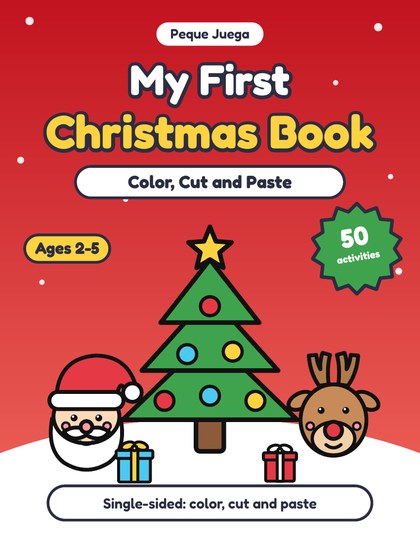 Peque Juega
My First
Christmas Book
Color, Cut and Paste
Ages 2-5
50
activities
Single-sided: color, cut and paste